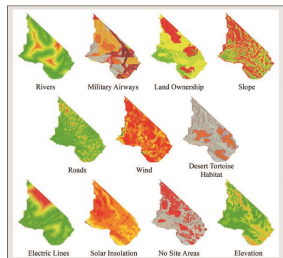 Rivers
Military Airways
Land Ownership
Slope
Roads
Wind
Desert Tortoise
Habitat
Electric Lines
Solar Insolation
No Site Areas
Elevation